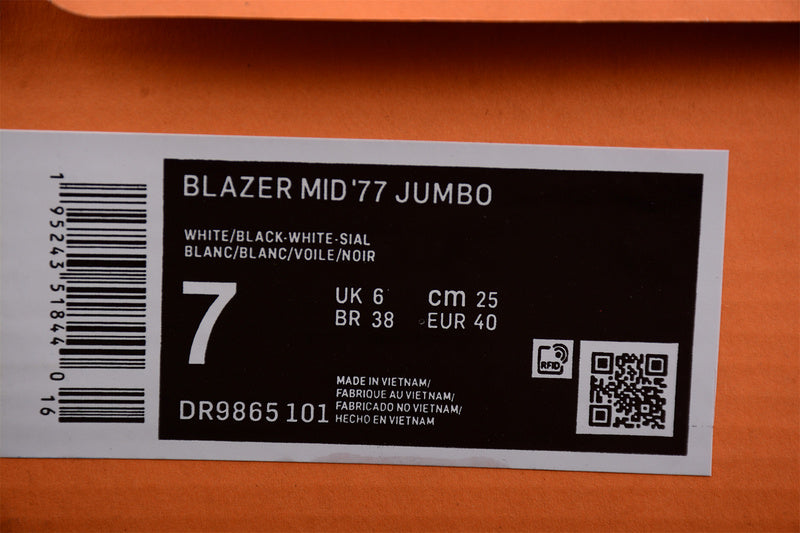 BLAZER MID '77 JUMBO
WHITE/BLACK-WHITE-SIAL
BLANC/BLANC/VOILE/NOIR
7
UK 6 cm 25
BR 38 EUR 40
RFID
MADE IN VIETNAM/
FABRIQUE AU VIETNAM/
FABRICADO NO VIETNAM/
HECHO EN VIETNAM
DR9865 101
1 95243 51844 0 16